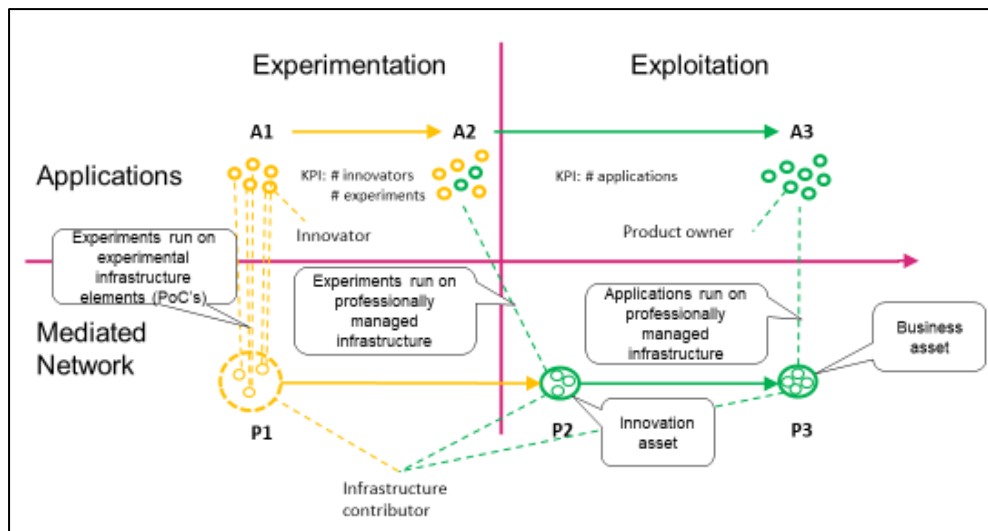 Experimentation
Exploitation
A1
A2
A3
Applications
KPI: # innovators
# experiments
KPI: # applications
Innovator
Product owner
Experiments run on
experimental
infrastructure
elements (PoC's)
Experiments run on
professionally
managed
infrastructure
Applications run on
professionally
managed
infrastructure
Business
asset
Mediated
Network
P1
P2
Innovation
asset
P3
Infrastructure
contributor